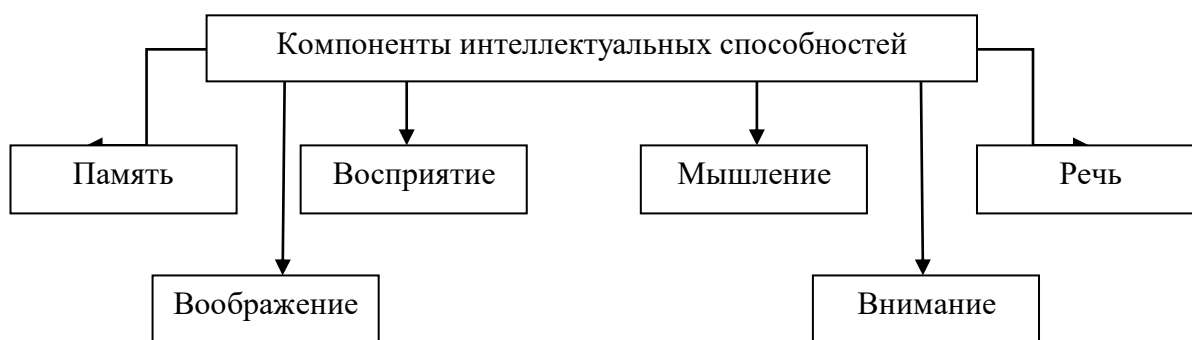 Компоненты интеллектуальных способностей
Память
Восприятие
Мышление
Речь
Воображение
Внимание